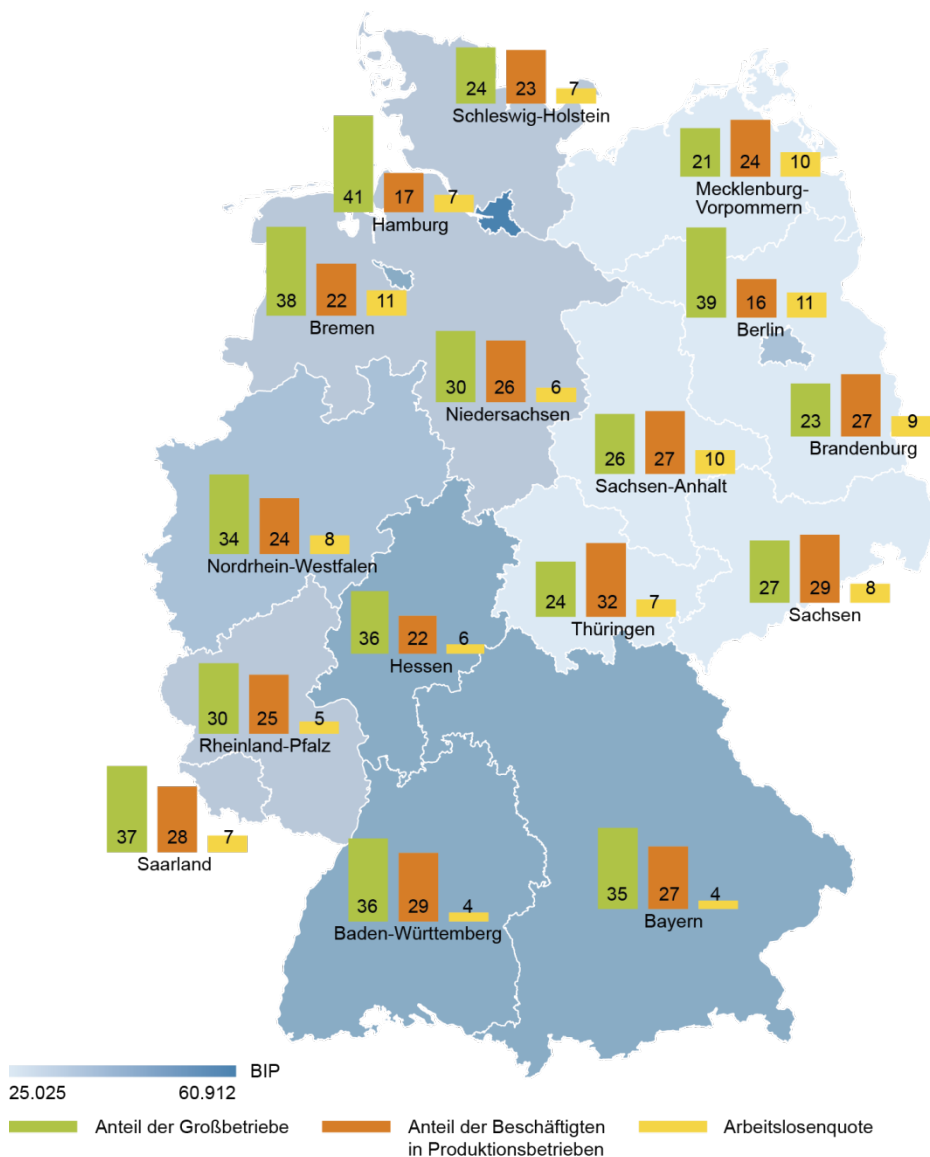 24 23 7
Schleswig-Holstein
21 24 10
Mecklenburg-
Vorpommern
41 17 7
Hamburg
38 22 11
Bremen
39 16 11
Berlin
30 26 6
Niedersachsen
23 27 9
Brandenburg
26 27 10
Sachsen-Anhalt
34 24 8
Nordrhein-Westfalen
27 29 8
Sachsen
24 32 7
Thüringen
36 22 6
Hessen
30 25 5
Rheinland-Pfalz
37 28 7
Saarland
36 29 4
Baden-Württemberg
35 27 4
Bayern
BIP
25.025 60.912
Anteil der Großbetriebe
Anteil der Beschäftigten
in Produktionsbetrieben
Arbeitslosenquote